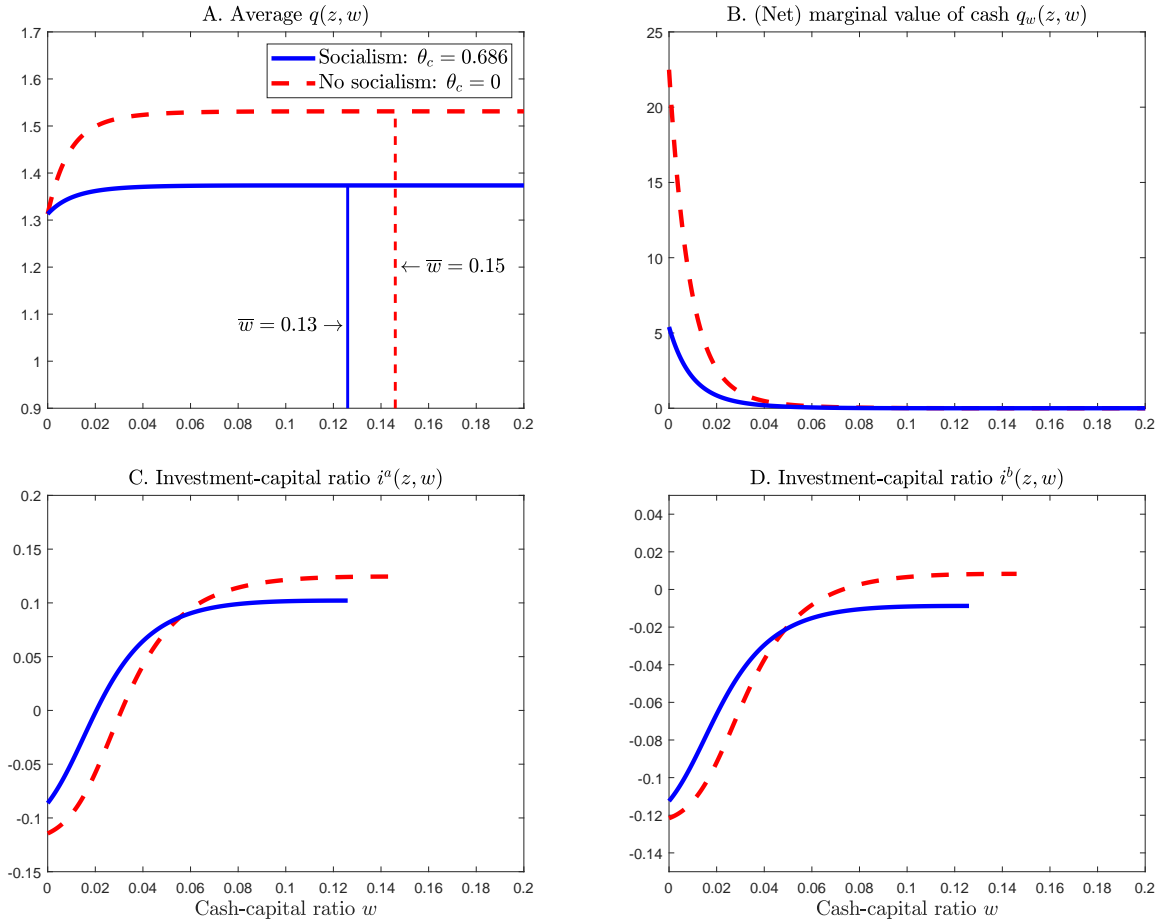 A. Average q(z, w)
1.7
1.6
1.5
1.4
1.3
1.2
1.1
1
0.9
Socialism: θ_c = 0.686
No socialism: θ_c = 0
← w̅ = 0.15
w̅ = 0.13 →
0 0.02 0.04 0.06 0.08 0.1 0.12 0.14 0.16 0.18 0.2
B. (Net) marginal value of cash q_w(z, w)
25
20
15
10
5
0
0 0.02 0.04 0.06 0.08 0.1 0.12 0.14 0.16 0.18 0.2
C. Investment-capital ratio i^a(z, w)
0.2
0.15
0.1
0.05
0
-0.05
-0.1
-0.15
0 0.02 0.04 0.06 0.08 0.1 0.12 0.14 0.16 0.18 0.2
Cash-capital ratio w
D. Investment-capital ratio i^b(z, w)
0.04
0.02
0
-0.02
-0.04
-0.06
-0.08
-0.1
-0.12
-0.14
0 0.02 0.04 0.06 0.08 0.1 0.12 0.14 0.16 0.18 0.2
Cash-capital ratio w